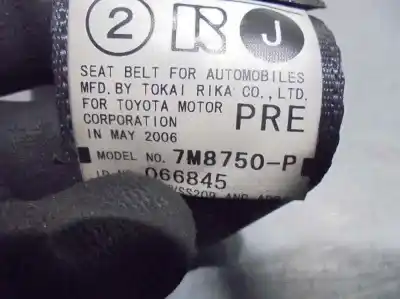 2 R J
SEAT BELT FOR AUTOMOBILES
MFD. BY TOKAI RIKA CO., LTD.
FOR TOYOTA MOTOR
CORPORATION PRE
IN MAY 2006
MODEL NO. 7M8750-P
066845